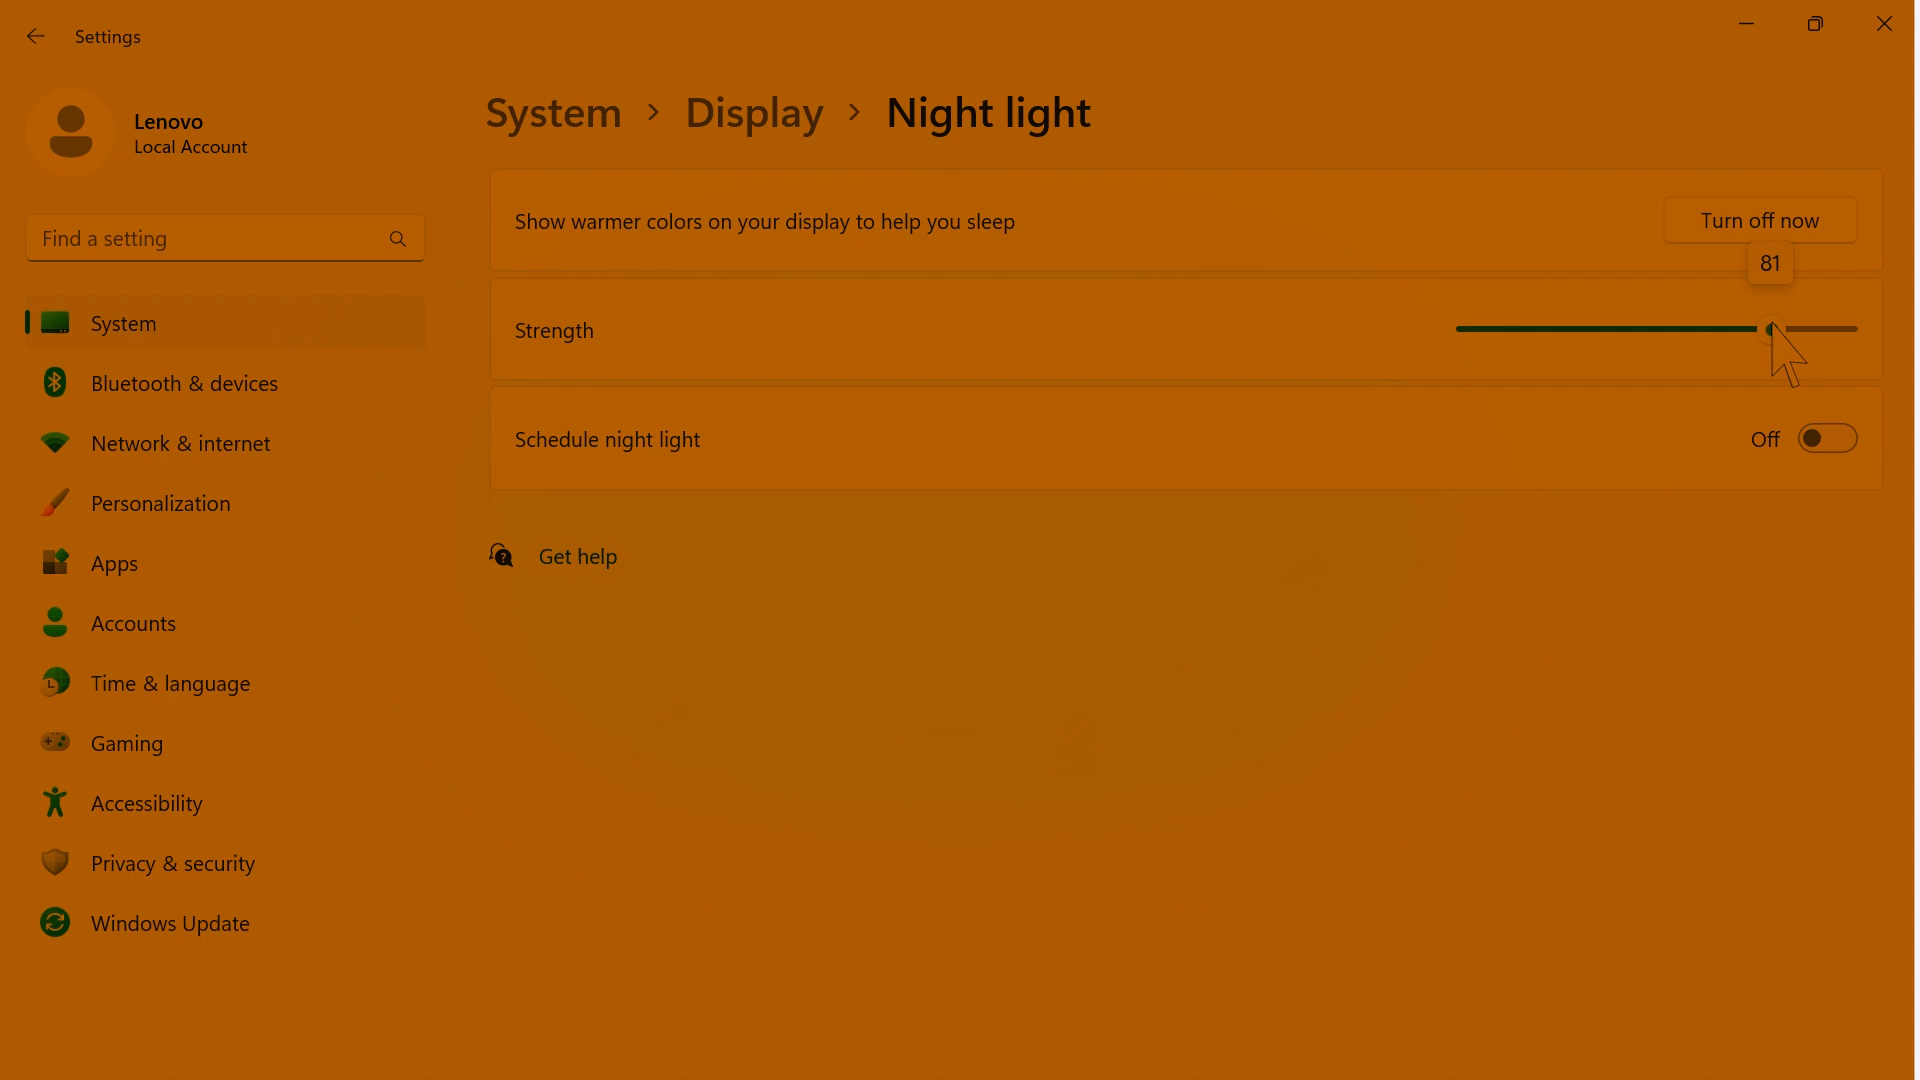 Settings
Lenovo
Local Account
Find a setting
System
Bluetooth & devices
Network & internet
Personalization
Apps
Accounts
Time & language
Gaming
Accessibility
Privacy & security
Windows Update
System > Display > Night light
Show warmer colors on your display to help you sleep
Turn off now
81
Strength
Schedule night light
Off
Get help